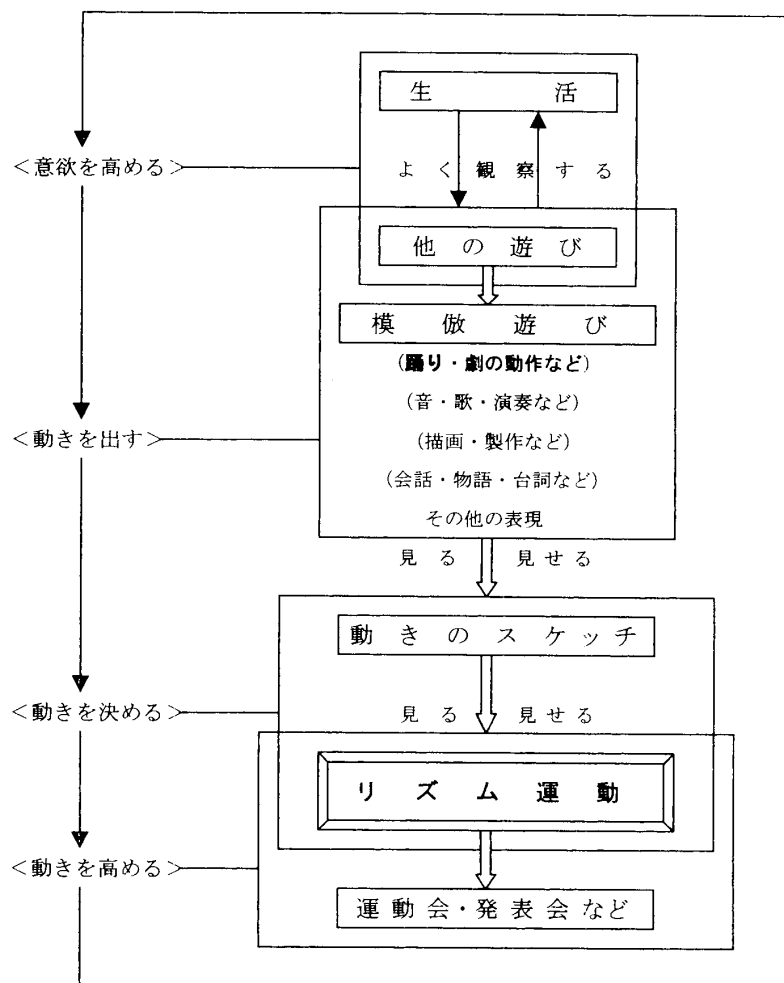 生活
＜意欲を高める＞
よく観察する
他の遊び
模倣遊び
(踊り・劇の動作など)
(音・歌・演奏など)
＜動きを出す＞
(描画・製作など)
(会話・物語・台詞など)
その他の表現
見る 見せる
動きのスケッチ
＜動きを決める＞
見る 見せる
リズム運動
＜動きを高める＞
運動会・発表会など